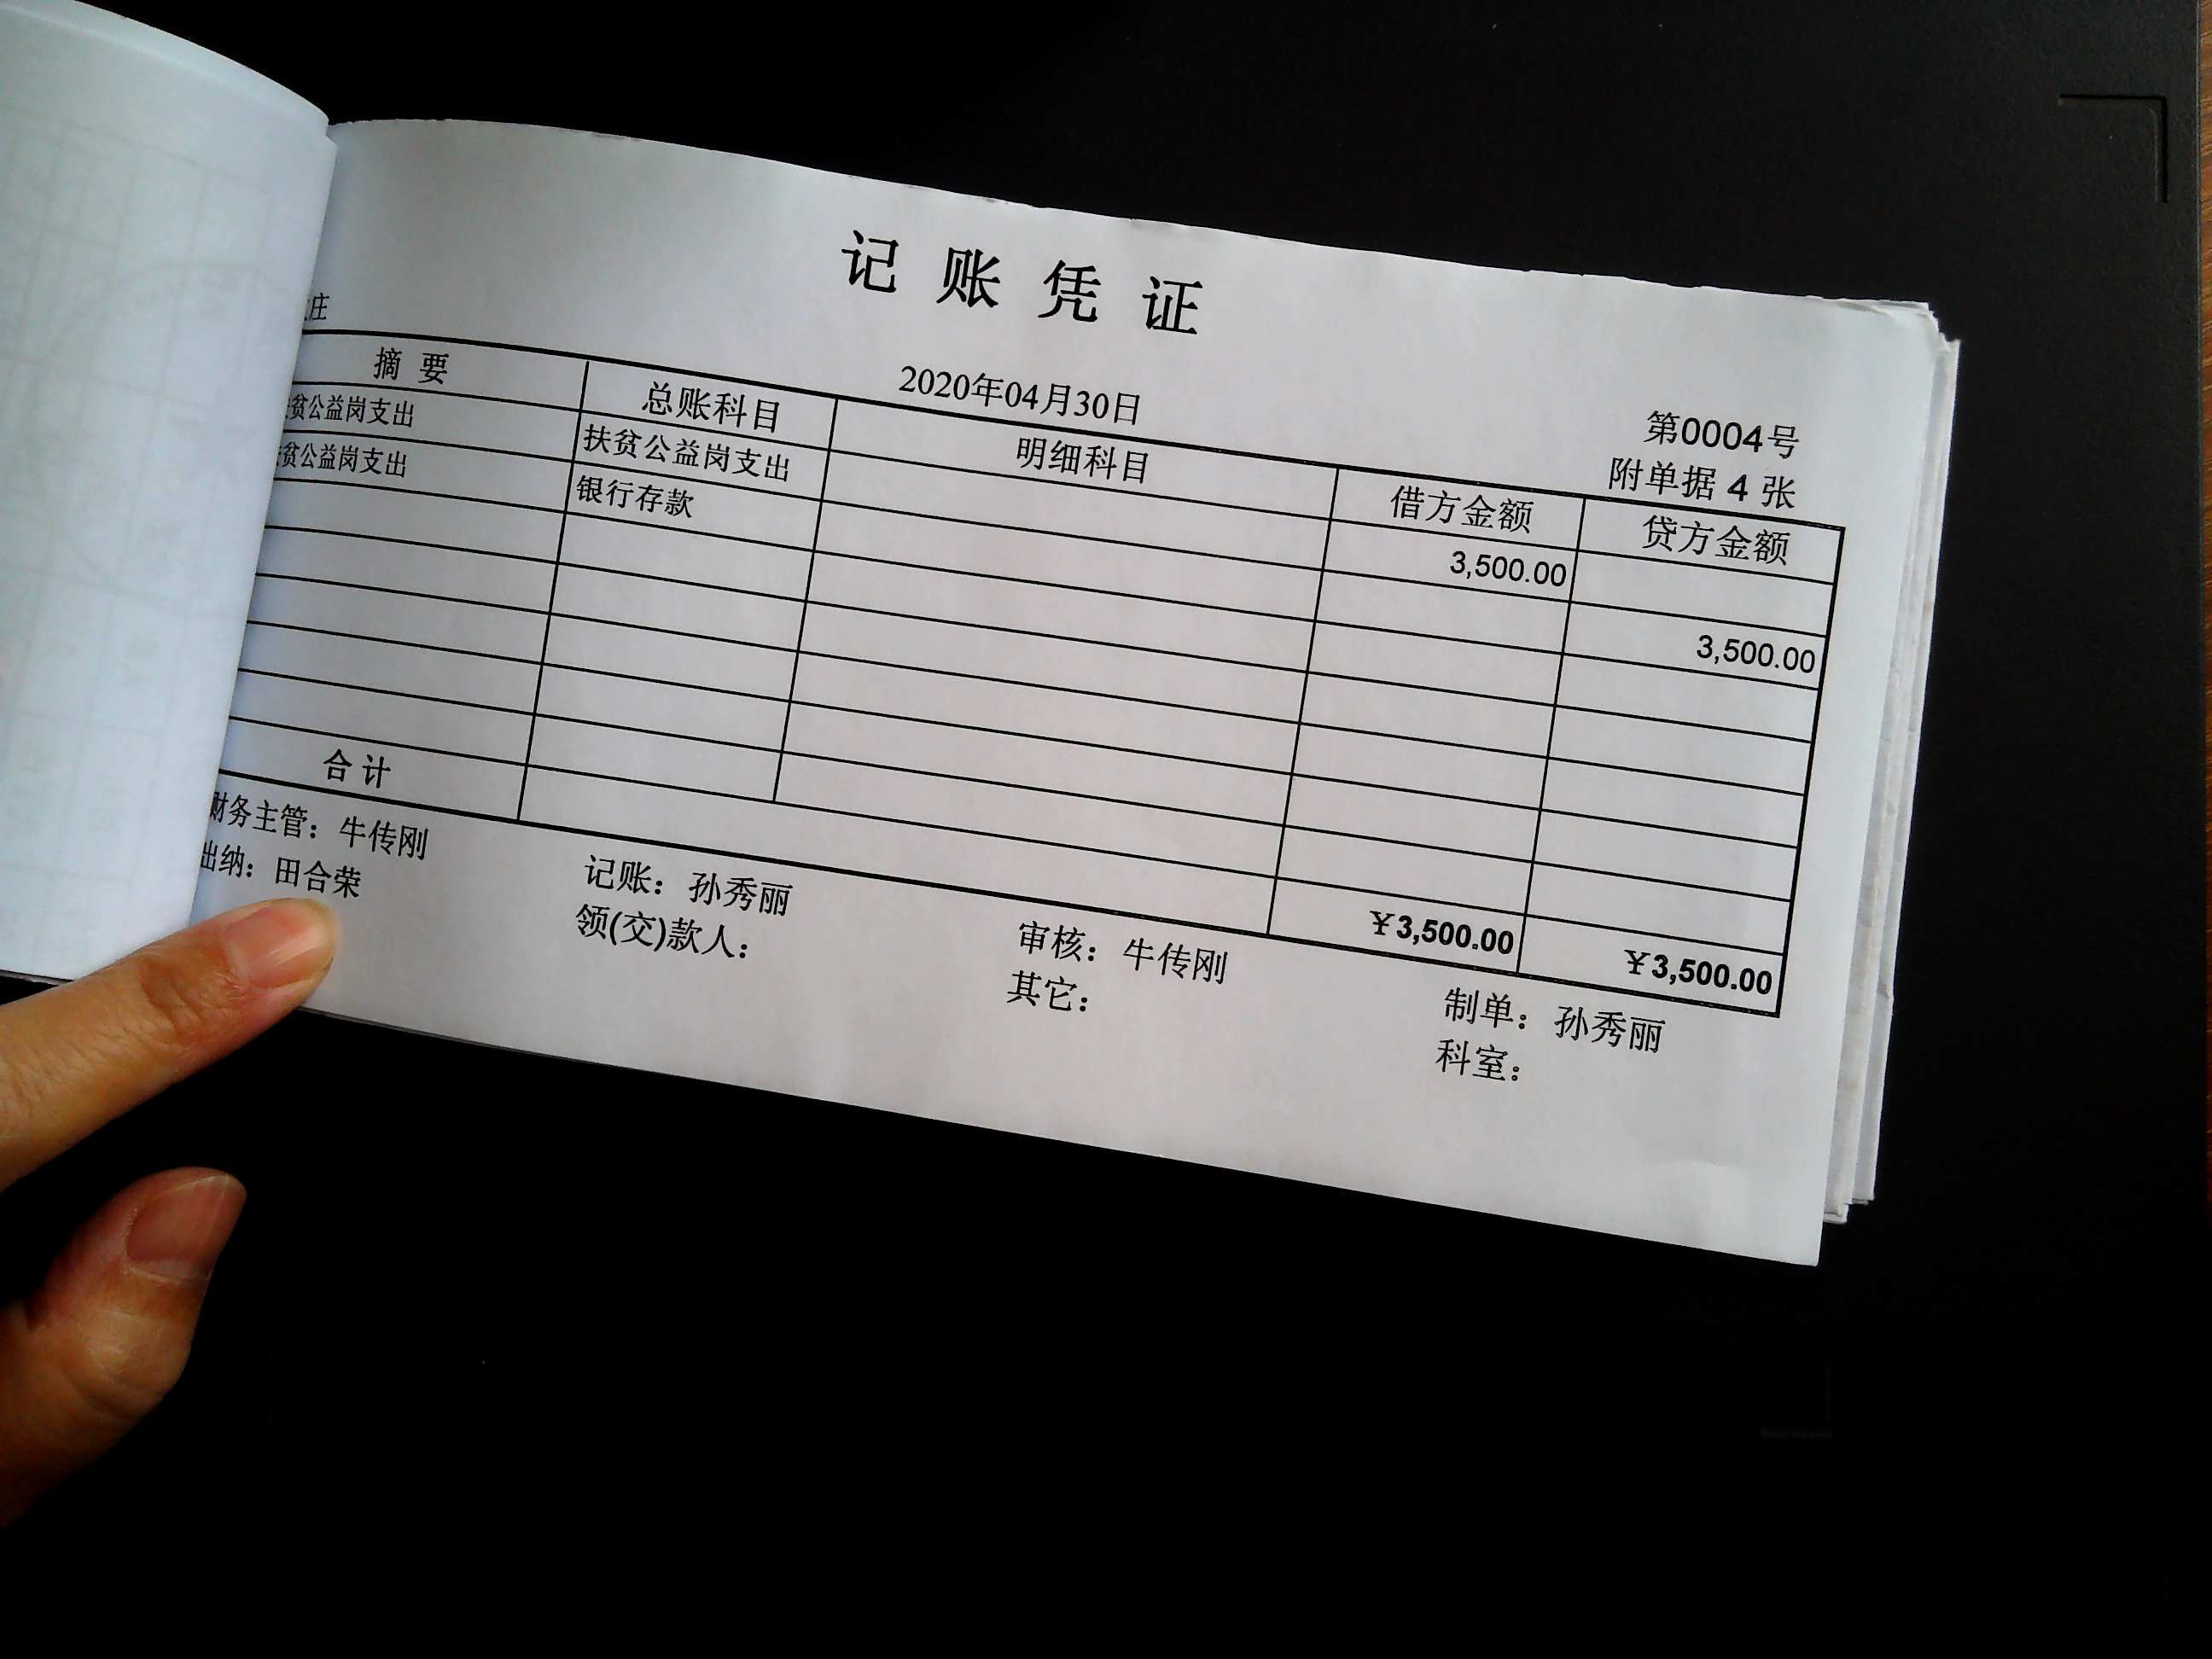 记账凭证
庄
2020年04月30日
第0004号
附单据 4 张
摘要 总账科目 明细科目 借方金额 贷方金额
贫公益岗支出 扶贫公益岗支出 3,500.00
贫公益岗支出 银行存款 3,500.00
合计 ¥3,500.00 ¥3,500.00
财务主管：牛传刚 记账：孙秀丽 审核：牛传刚 制单：孙秀丽
出纳：田合荣 领(交)款人： 其它： 科室：